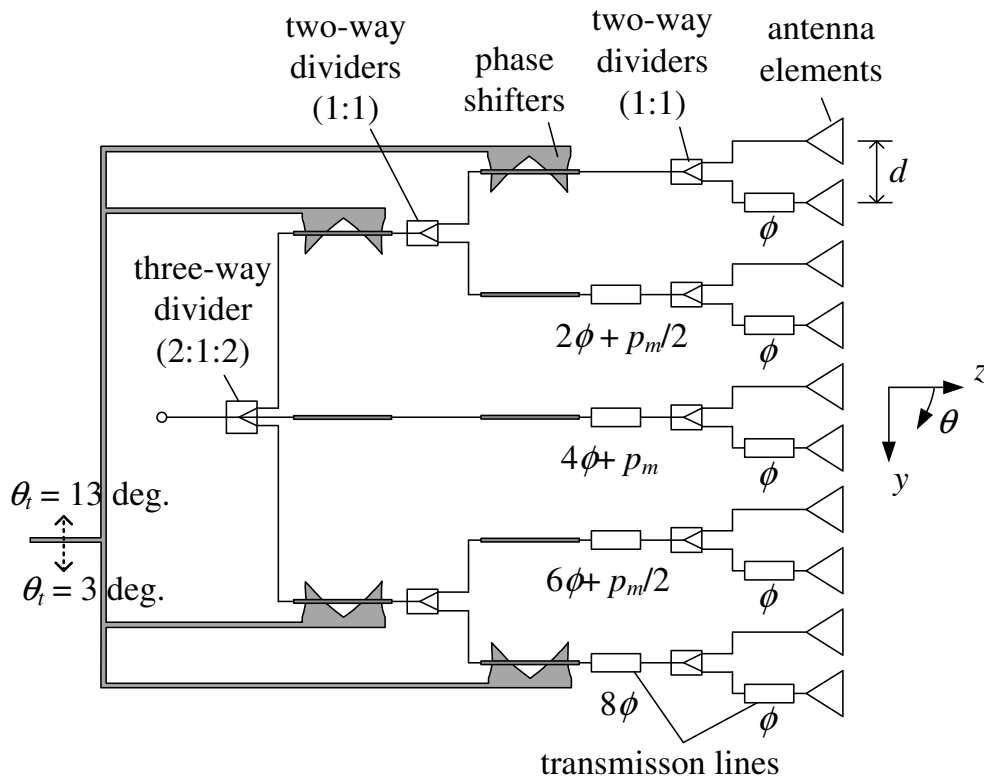 two-way
dividers
(1:1)
phase
shifters
two-way
dividers
(1:1)
antenna
elements
d
ϕ
three-way
divider
(2:1:2)
2ϕ + pₘ/2
ϕ
z
θ
y
4ϕ+ pₘ
ϕ
θₜ = 13 deg.
θₜ = 3 deg.
6ϕ+ pₘ/2
ϕ
8ϕ
ϕ
transmisson lines